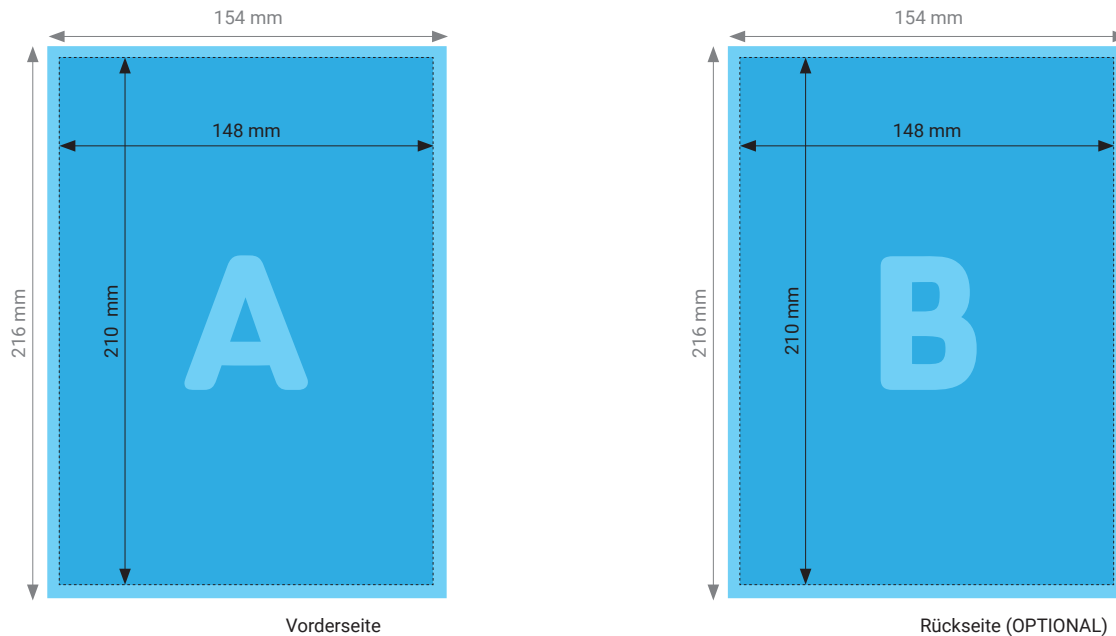 154 mm
154 mm
148 mm
148 mm
216 mm
210 mm
A
216 mm
210 mm
B
Vorderseite
Rückseite (OPTIONAL)